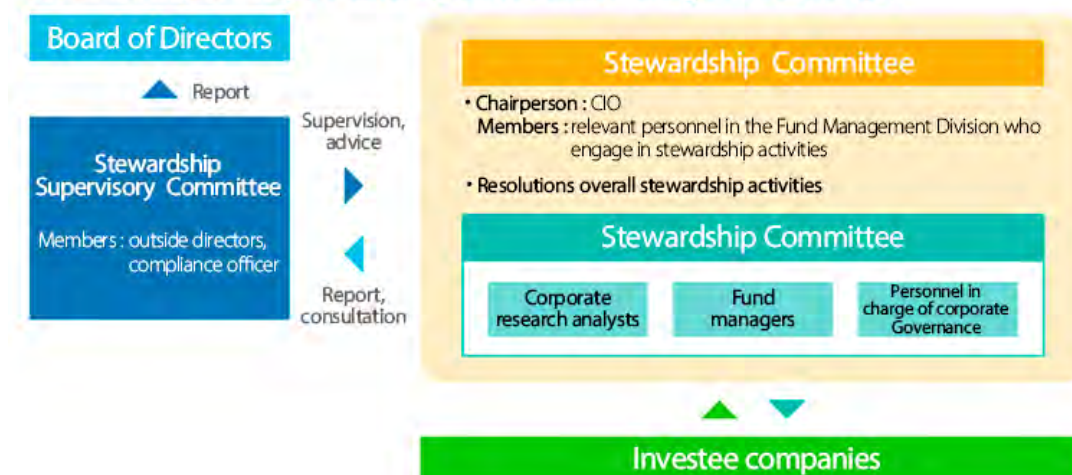 Board of Directors
Report
Stewardship
Supervisory Committee
Members : outside directors,
compliance officer
Supervision,
advice
Report,
consultation
Stewardship Committee
• Chairperson : CIO
Members : relevant personnel in the Fund Management Division who
engage in stewardship activities
• Resolutions overall stewardship activities
Stewardship Committee
Corporate
research analysts
Fund
managers
Personnel in
charge of corporate
Governance
Investee companies